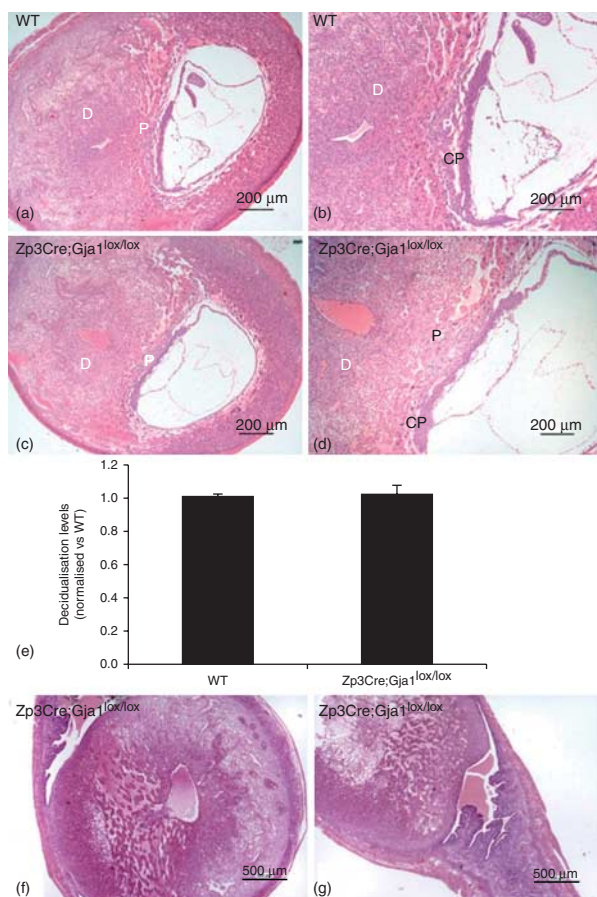 WT
D
P
200 µm
(a)
WT
D
P
CP
200 µm
(b)
Zp3Cre;Gja1lox/lox
D
P
200 µm
(c)
Zp3Cre;Gja1lox/lox
P
D
CP
200 µm
(d)
1.2
1.0
0.8
0.6
0.4
0.2
0.0
Decidualisation levels
(normalised vs WT)
(e)
WT
Zp3Cre;Gja1lox/lox
Zp3Cre;Gja1lox/lox
500 µm
(f)
Zp3Cre;Gja1lox/lox
500 µm
(g)